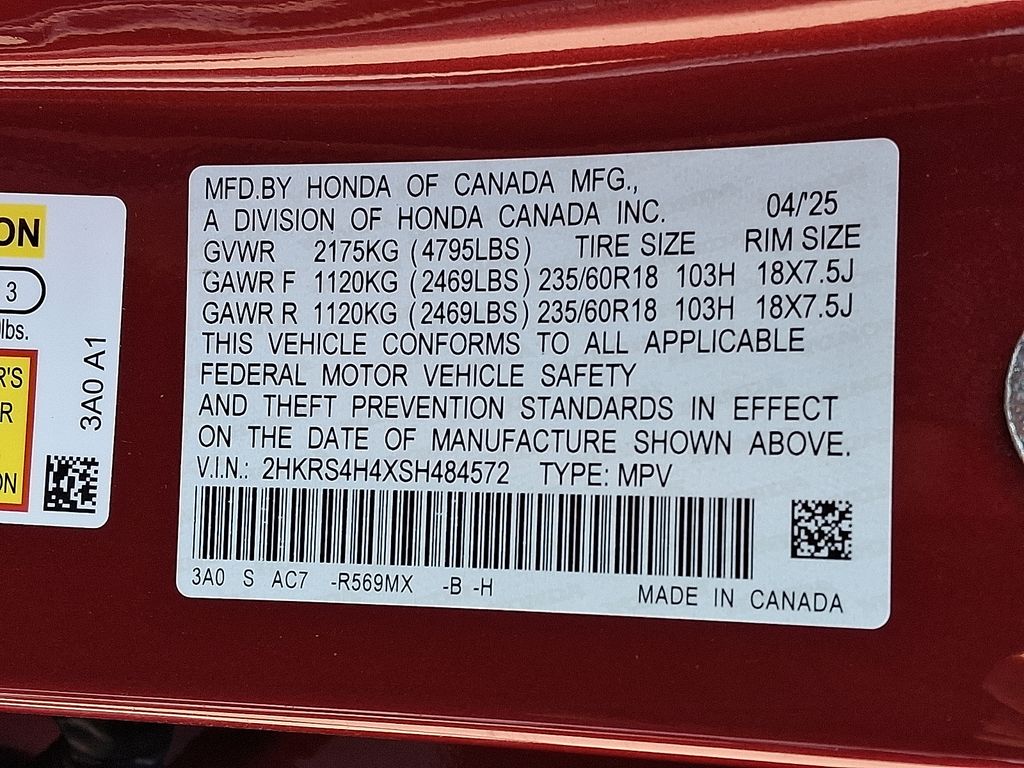 ON
3
lbs.
R'S
R
ON
3A0 A1
MFD.BY HONDA OF CANADA MFG.,
A DIVISION OF HONDA CANADA INC. 04/'25
GVWR 2175KG (4795LBS) TIRE SIZE RIM SIZE
GAWR F 1120KG (2469LBS) 235/60R18 103H 18X7.5J
GAWR R 1120KG (2469LBS) 235/60R18 103H 18X7.5J
THIS VEHICLE CONFORMS TO ALL APPLICABLE
FEDERAL MOTOR VEHICLE SAFETY
AND THEFT PREVENTION STANDARDS IN EFFECT
ON THE DATE OF MANUFACTURE SHOWN ABOVE.
V.I.N.: 2HKRS4H4XSH484572 TYPE: MPV
3A0 S AC7 -R569MX -B -H MADE IN CANADA